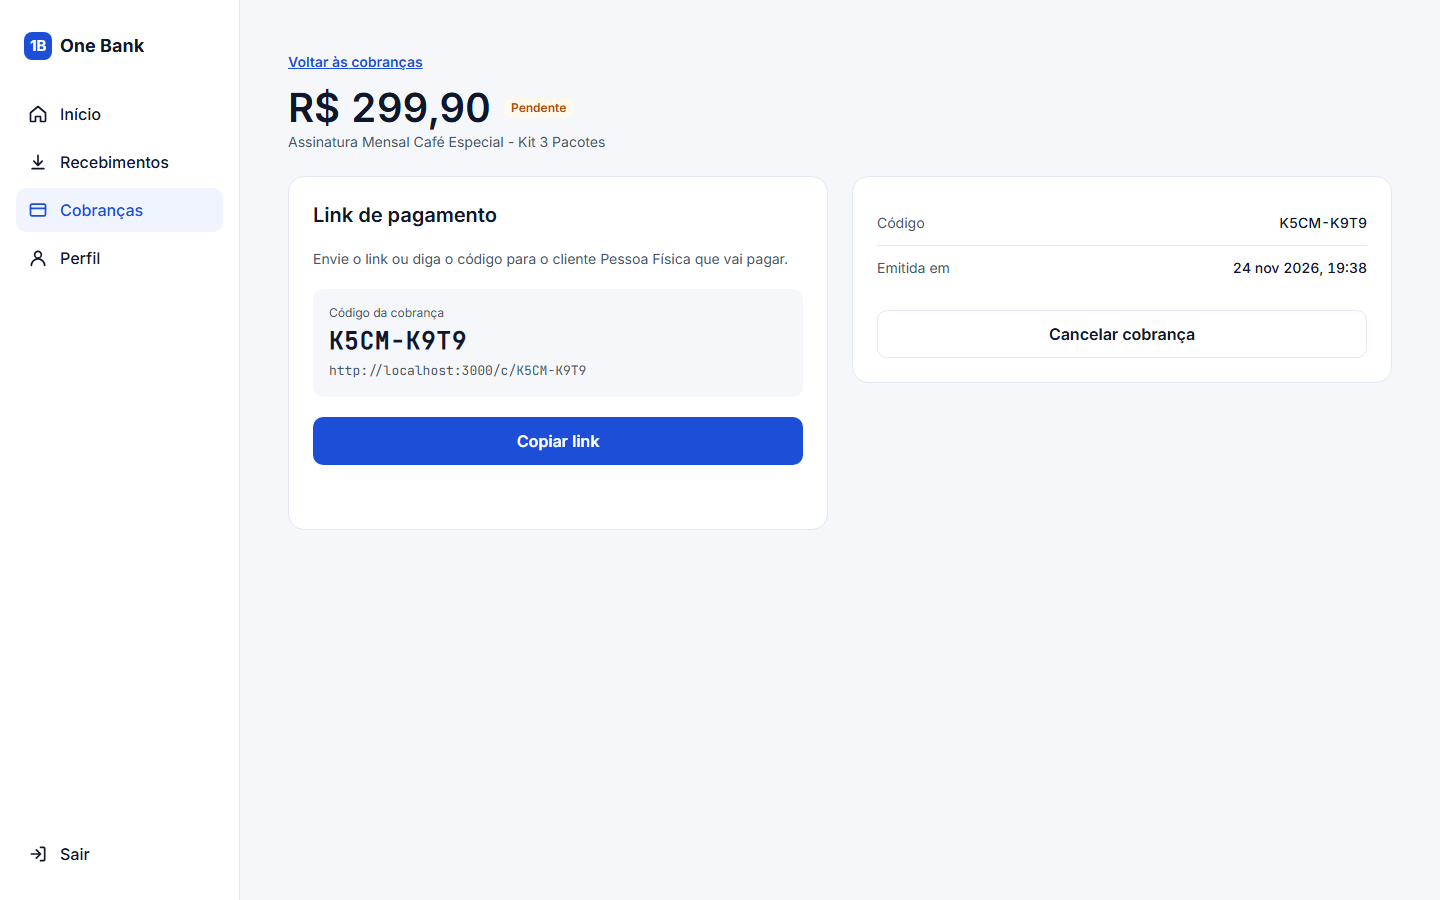 1B One Bank
Início
Recebimentos
Cobranças
Perfil
Sair
Voltar às cobranças
R$ 299,90 Pendente
Assinatura Mensal Café Especial - Kit 3 Pacotes
Link de pagamento
Envie o link ou diga o código para o cliente Pessoa Física que vai pagar.
Código da cobrança
K5CM-K9T9
http://localhost:3000/c/K5CM-K9T9
Copiar link
Código K5CM-K9T9
Emitida em 24 nov 2026, 19:38
Cancelar cobrança